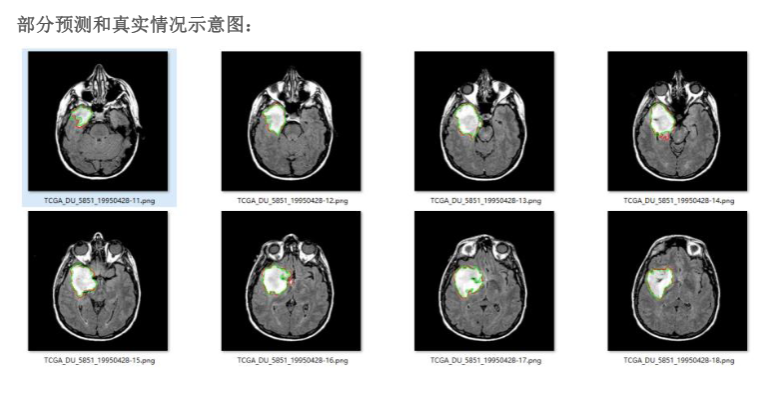 部分预测和真实情况示意图：
TCGA_DU_5851_19950428-11.png
TCGA_DU_5851_19950428-12.png
TCGA_DU_5851_19950428-13.png
TCGA_DU_5851_19950428-14.png
TCGA_DU_5851_19950428-15.png
TCGA_DU_5851_19950428-16.png
TCGA_DU_5851_19950428-17.png
TCGA_DU_5851_19950428-18.png